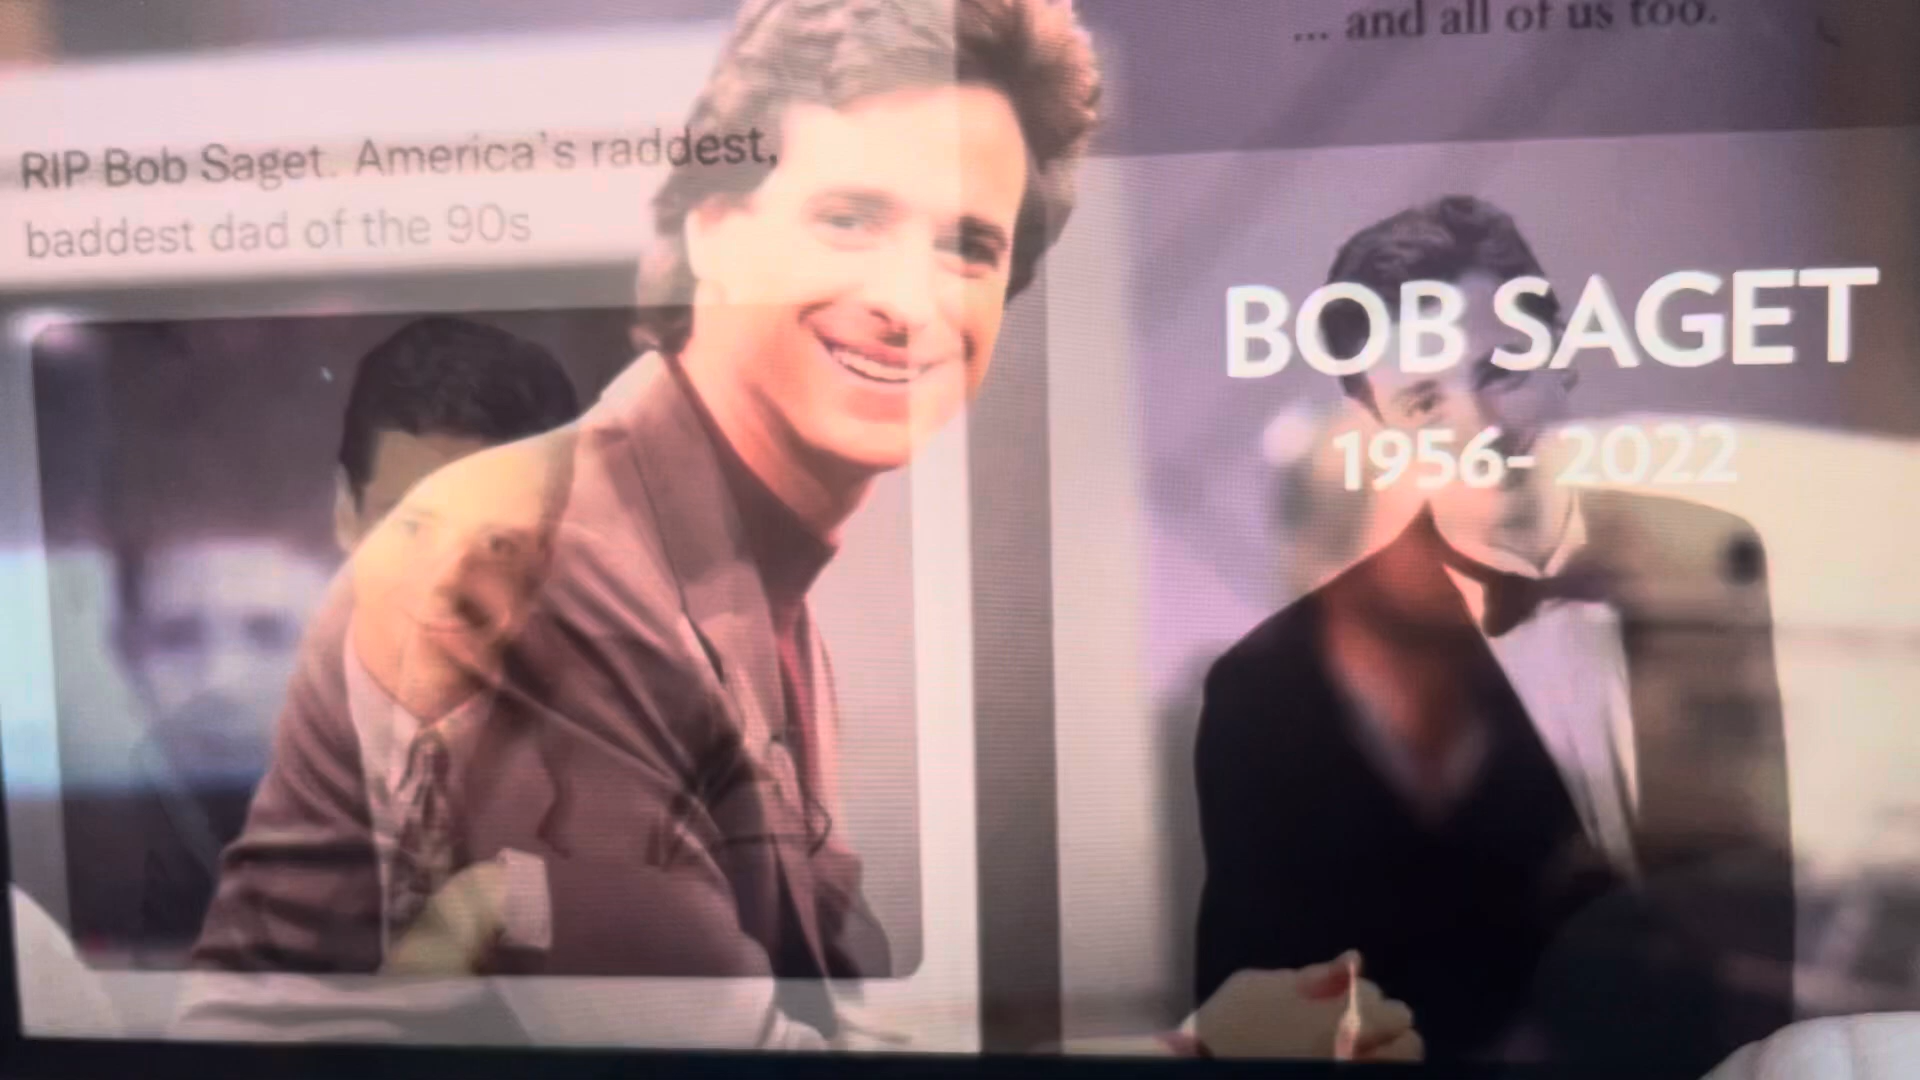 ... and all of us too.
RIP Bob Saget. America's raddest,
baddest dad of the 90s
BOB SAGET
1956- 2022